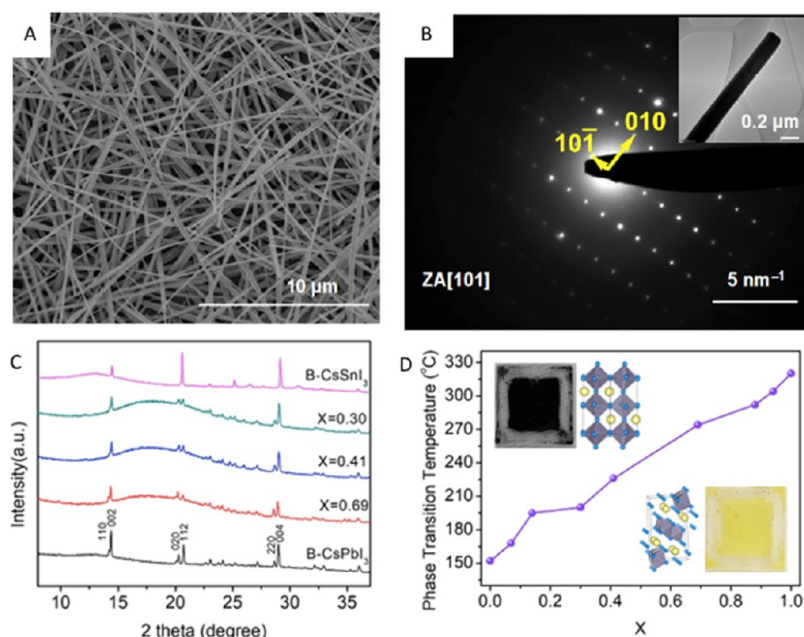 A
10 µm
B
0.2 µm
101̄
010
ZA[101]
5 nm⁻¹
C
Intensity(a.u.)
B-CsSnI₃
X=0.30
X=0.41
X=0.69
B-CsPbI₃
110
002
020
112
220
004
10 15 20 25 30 35
2 theta (degree)
D
Phase Transition Temperature (°C)
330
300
270
240
210
180
150
0.0 0.2 0.4 0.6 0.8 1.0
X